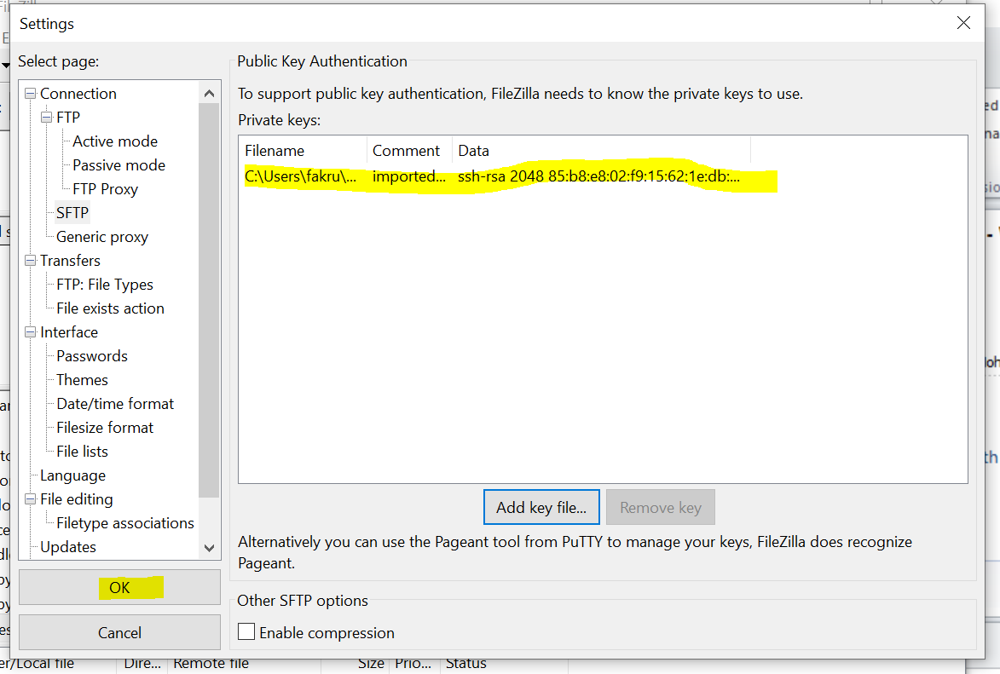 Settings
Select page:
Connection
FTP
Active mode
Passive mode
FTP Proxy
SFTP
Generic proxy
Transfers
FTP: File Types
File exists action
Interface
Passwords
Themes
Date/time format
Filesize format
File lists
Language
File editing
Filetype associations
Updates
OK
Cancel
Public Key Authentication
To support public key authentication, FileZilla needs to know the private keys to use.
Private keys:
Filename Comment Data
C:\Users\fakru\... imported... ssh-rsa 2048 85:b8:e8:02:f9:15:62:1e:db:...
Add key file... Remove key
Alternatively you can use the Pageant tool from PuTTY to manage your keys, FileZilla does recognize
Pageant.
Other SFTP options
Enable compression
er/Local file Dire... Remote file Size Prio... Status